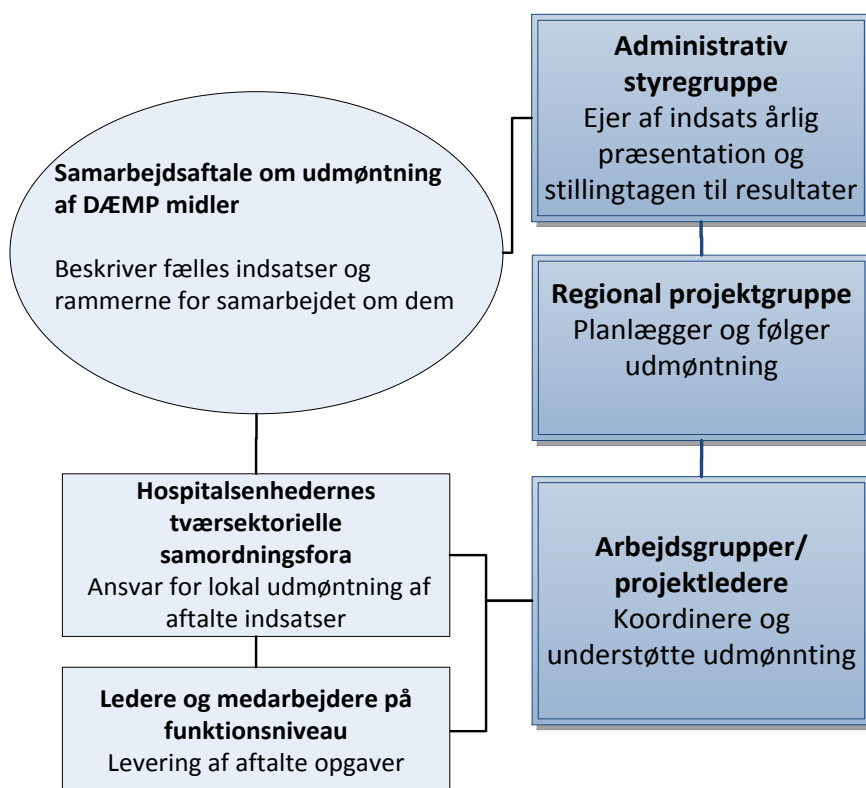 Samarbejdsaftale om udmøntning
af DÆMP midler
Beskriver fælles indsatser og
rammerne for samarbejdet om dem
Administrativ
styregruppe
Ejer af indsats årlig
præsentation og
stillingtagen til resultater
Regional projektgruppe
Planlægger og følger
udmøntning
Hospitalsenhedernes
tværsektorielle
samordningsfora
Ansvar for lokal udmøntning af
aftalte indsatser
Arbejdsgrupper/
projektledere
Koordinere og
understøtte udmønnting
Ledere og medarbejdere på
funktionsniveau
Levering af aftalte opgaver